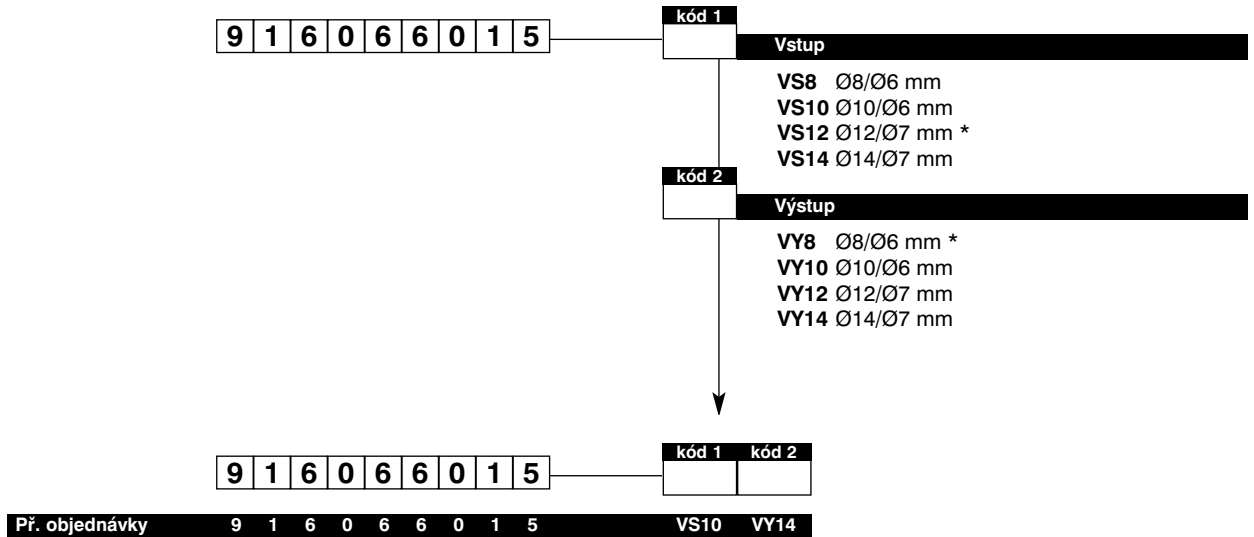 kód 1
9 1 6 0 6 6 0 1 5
Vstup
VS8 Ø8/Ø6 mm
VS10 Ø10/Ø6 mm
VS12 Ø12/Ø7 mm *
VS14 Ø14/Ø7 mm
kód 2
Výstup
VY8 Ø8/Ø6 mm *
VY10 Ø10/Ø6 mm
VY12 Ø12/Ø7 mm
VY14 Ø14/Ø7 mm
kód 1 kód 2
9 1 6 0 6 6 0 1 5
Př. objednávky 9 1 6 0 6 6 0 1 5 VS10 VY14